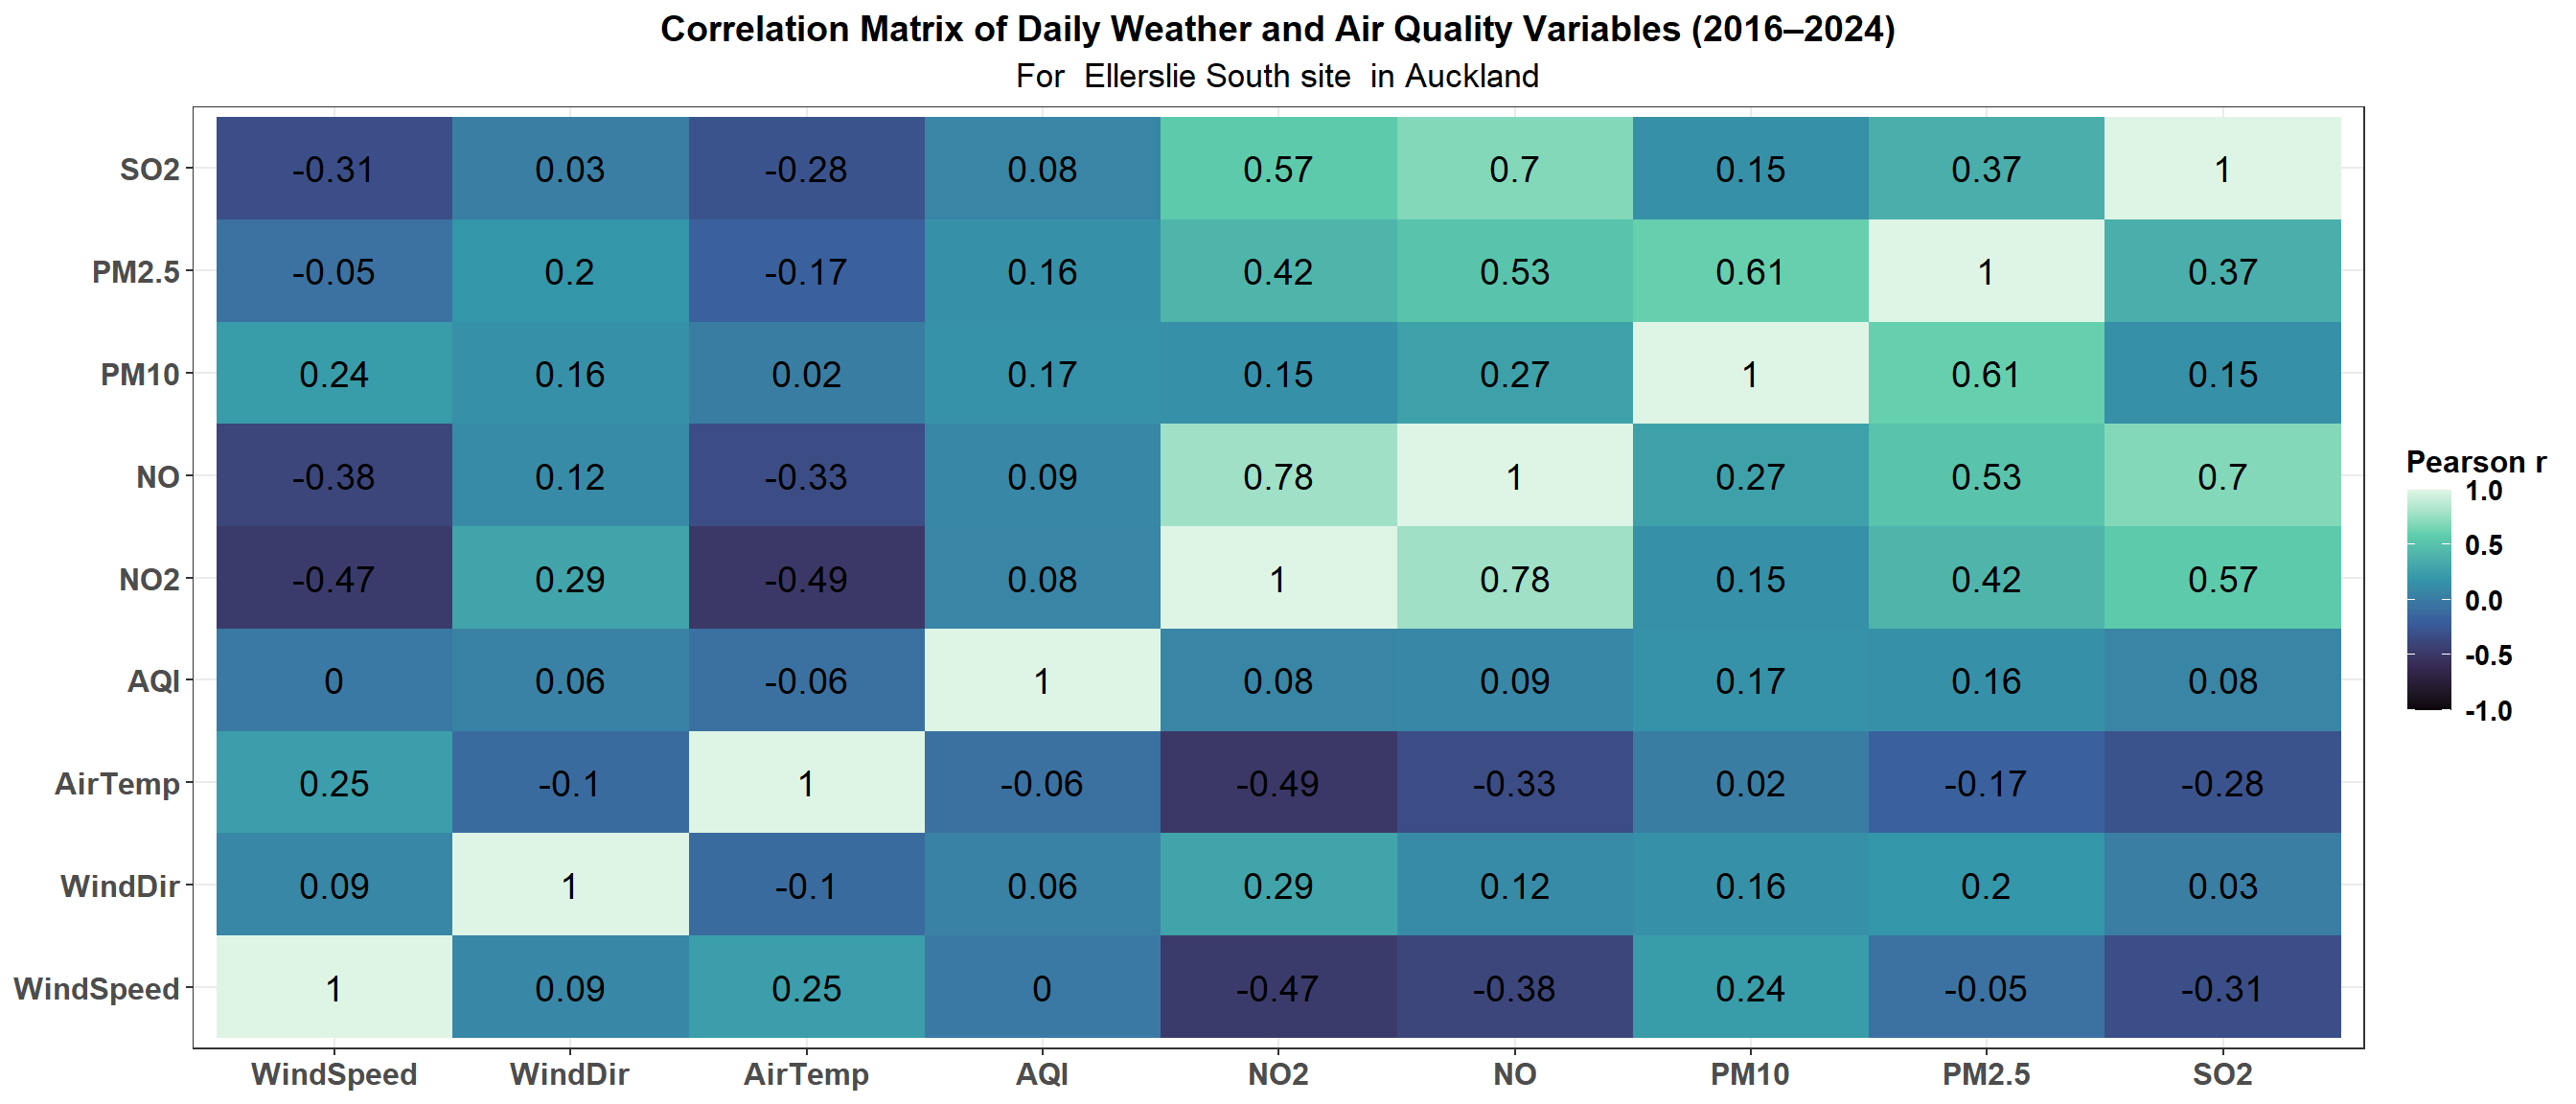 Correlation Matrix of Daily Weather and Air Quality Variables (2016–2024)
For  Ellerslie South site  in Auckland
SO2 -0.31 0.03 -0.28 0.08 0.57 0.7 0.15 0.37 1
PM2.5 -0.05 0.2 -0.17 0.16 0.42 0.53 0.61 1 0.37
PM10 0.24 0.16 0.02 0.17 0.15 0.27 1 0.61 0.15
NO -0.38 0.12 -0.33 0.09 0.78 1 0.27 0.53 0.7
NO2 -0.47 0.29 -0.49 0.08 1 0.78 0.15 0.42 0.57
AQI 0 0.06 -0.06 1 0.08 0.09 0.17 0.16 0.08
AirTemp 0.25 -0.1 1 -0.06 -0.49 -0.33 0.02 -0.17 -0.28
WindDir 0.09 1 -0.1 0.06 0.29 0.12 0.16 0.2 0.03
WindSpeed 1 0.09 0.25 0 -0.47 -0.38 0.24 -0.05 -0.31
WindSpeed WindDir AirTemp AQI NO2 NO PM10 PM2.5 SO2
Pearson r
1.0
0.5
0.0
-0.5
-1.0